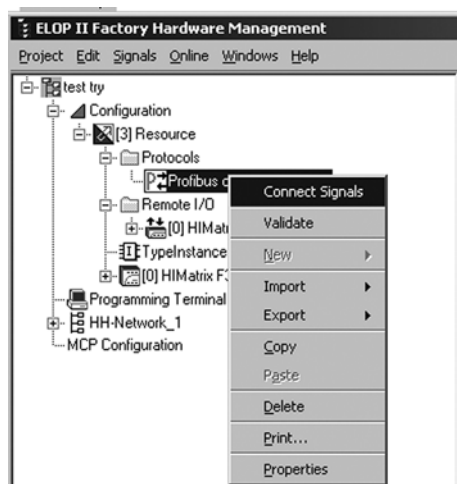 ELOP II Factory Hardware Management
Project Edit Signals Online Windows Help
test try
Configuration
[3] Resource
Protocols
Profibus
Remote I/O
[0]
TypeInstance
[0] HIMatrix
Programming Terminal
HH-Network_1
MCP Configuration
Connect Signals
Validate
New
Import
Export
Copy
Paste
Delete
Print...
Properties